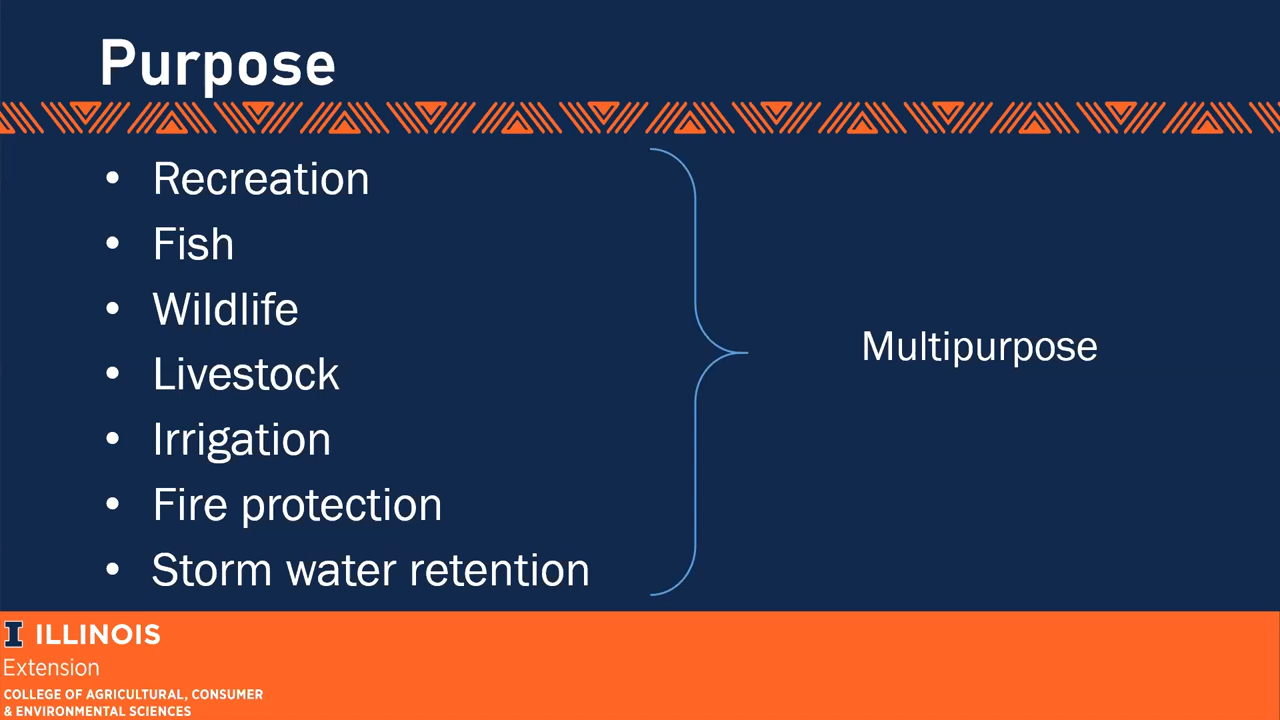 Purpose
• Recreation
• Fish
• Wildlife
• Livestock
• Irrigation
• Fire protection
• Storm water retention
Multipurpose
I ILLINOIS
Extension
COLLEGE OF AGRICULTURAL, CONSUMER
& ENVIRONMENTAL SCIENCES